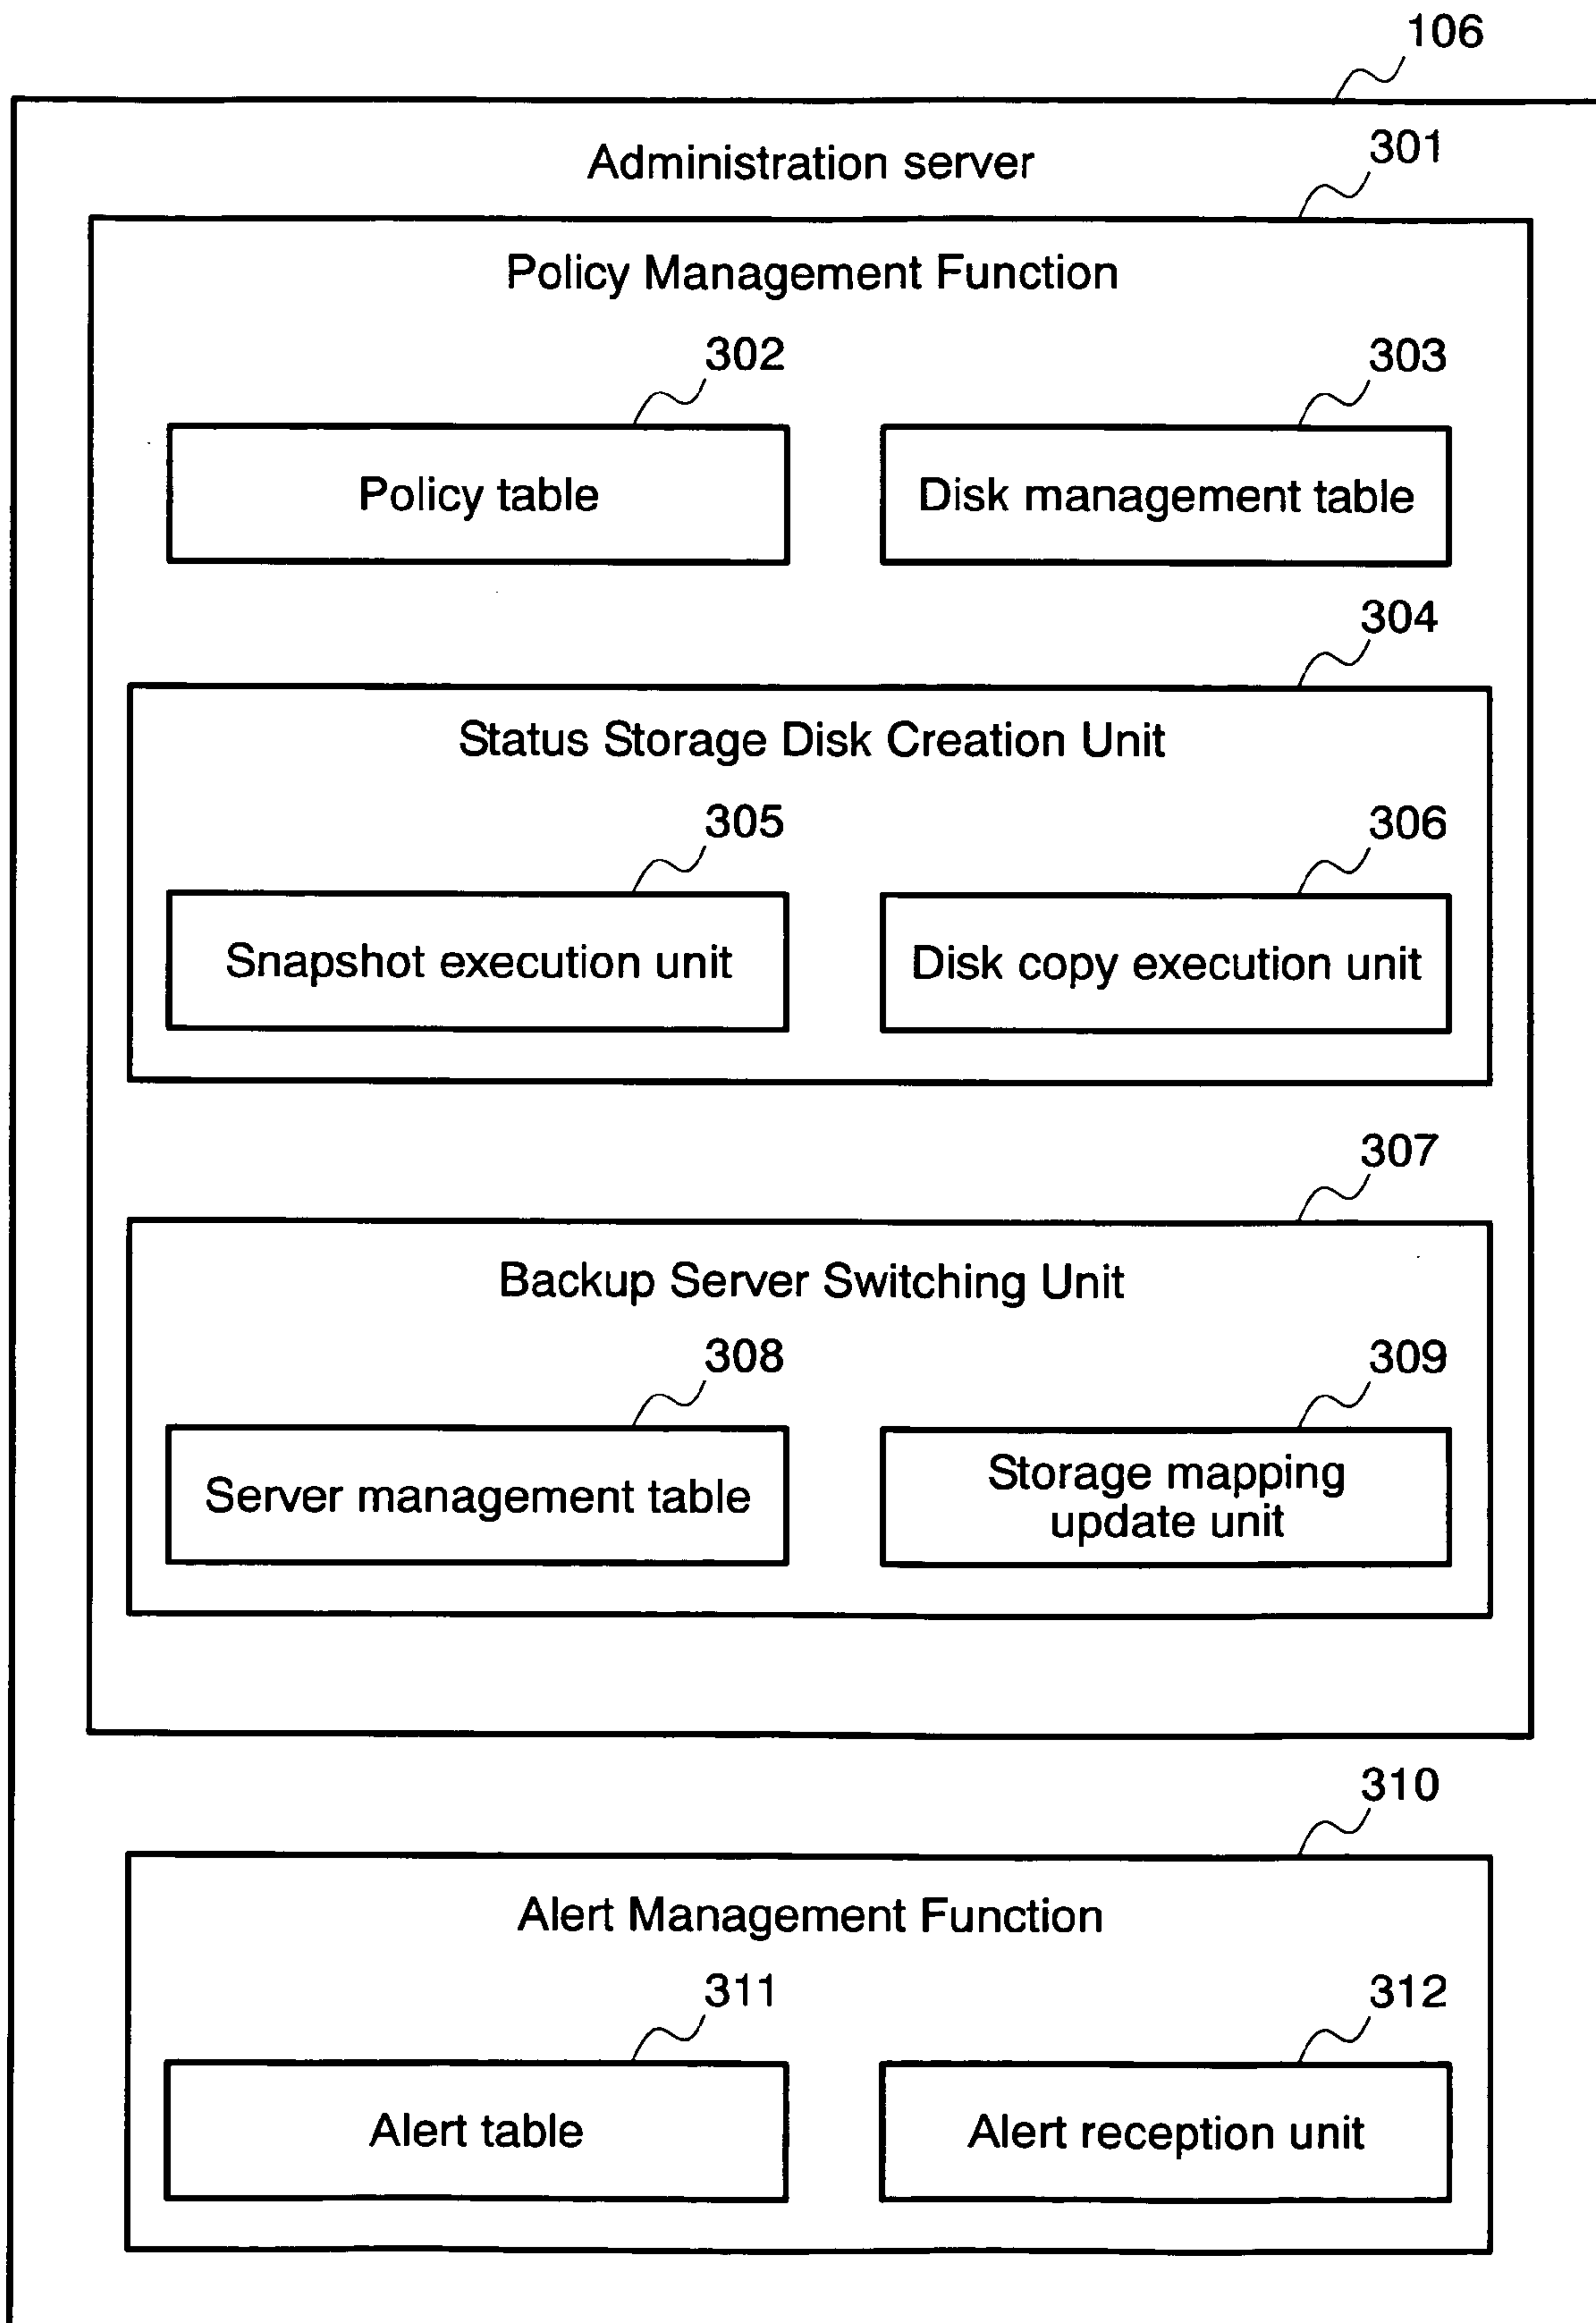 106
Administration server
301
Policy Management Function
302
303
Policy table
Disk management table
304
Status Storage Disk Creation Unit
305
306
Snapshot execution unit
Disk copy execution unit
307
Backup Server Switching Unit
308
309
Server management table
Storage mapping
update unit
310
Alert Management Function
311
312
Alert table
Alert reception unit